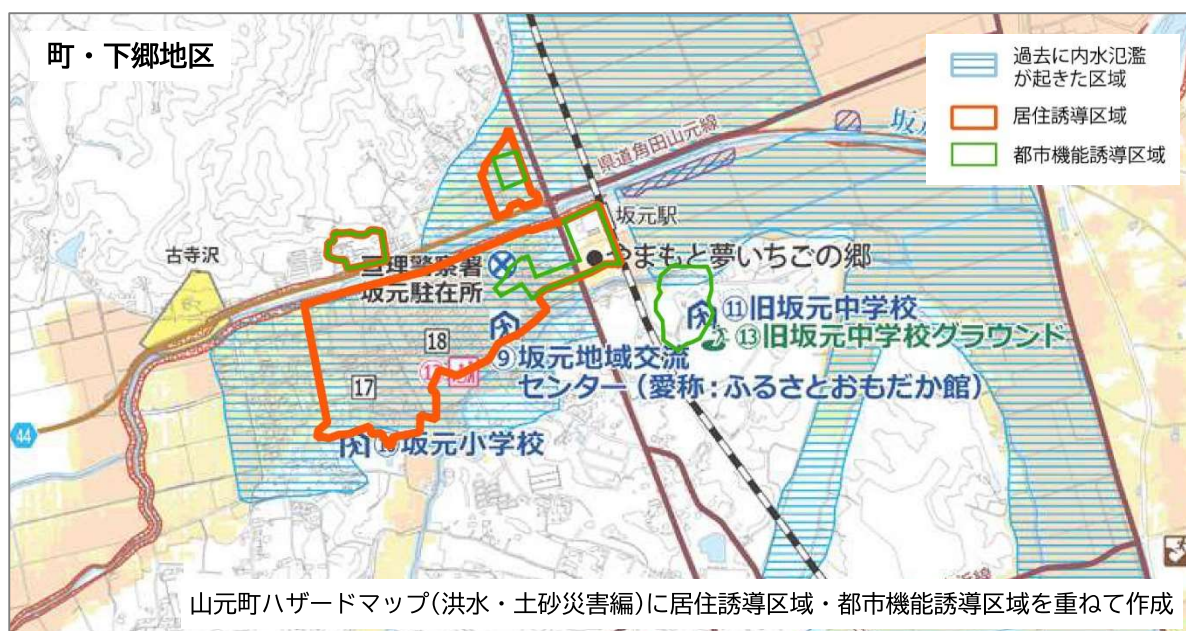 町・下郷地区
過去に内水氾濫
が起きた区域
居住誘導区域
都市機能誘導区域
県道角田山元線
坂元駅
やまもと夢いちごの郷
古寺沢
亘理警察署
坂元駐在所
⑪旧坂元中学校
⑬旧坂元中学校グラウンド
18
⑨坂元地域交流
センター(愛称:ふるさとおもだか館)
17
坂元小学校
44
山元町ハザードマップ(洪水・土砂災害編)に居住誘導区域・都市機能誘導区域を重ねて作成